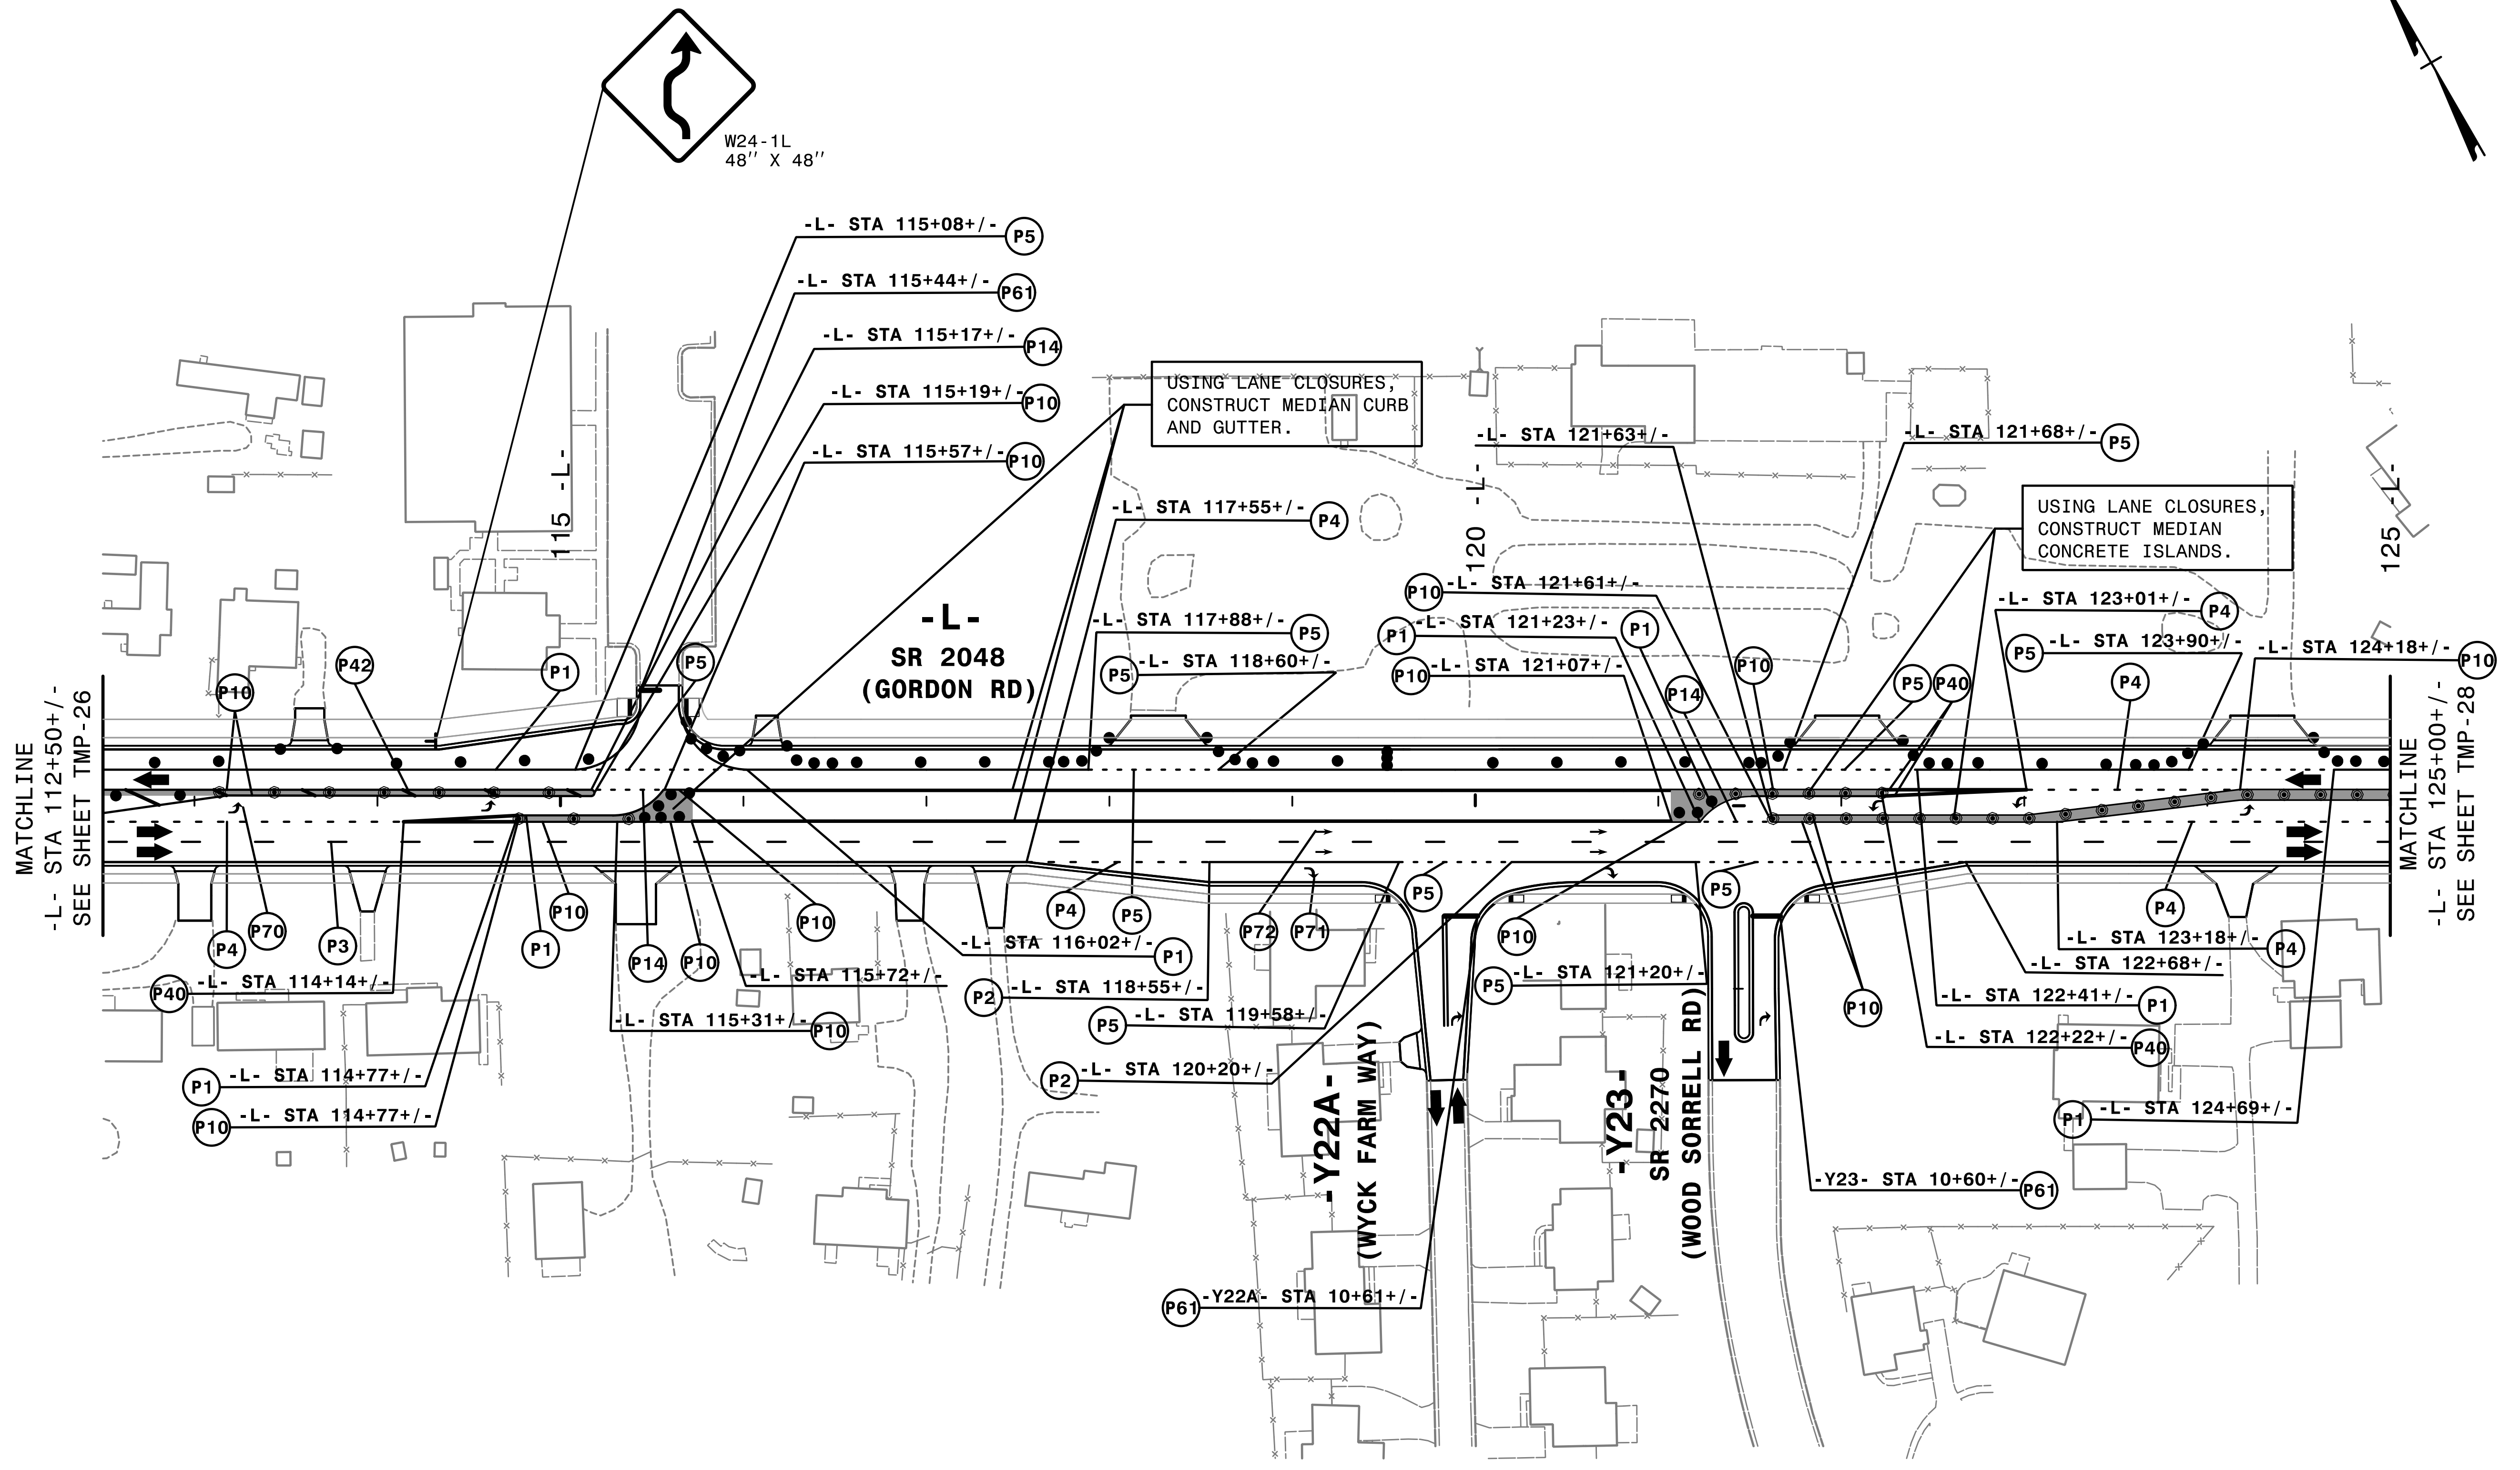 W24-1L
48'' X 48''
-L- STA 115+08+/-
P5
-L- STA 115+44+/-
P61
-L- STA 115+17+/-
P14
-L- STA 115+19+/-
P10
-L- STA 115+57+/-
P10
USING LANE CLOSURES,
CONSTRUCT MEDIAN CURB
AND GUTTER.
-L- STA 121+63+/-
-L- STA 121+68+/-
P5
115 -L-
120 -L-
125 -L-
USING LANE CLOSURES,
CONSTRUCT MEDIAN
CONCRETE ISLANDS.
-L- STA 117+55+/-
P4
P10
-L- STA 121+61+/-
-L- STA 123+01+/-
P4
-L-
SR 2048
(GORDON RD)
-L- STA 117+88+/-
P5
P1
-L- STA 121+23+/-
P1
P5
-L- STA 123+90+/-
-L- STA 124+18+/-
P10
P5
-L- STA 118+60+/-
P10
-L- STA 121+07+/-
P10
P42
P1
P5
P14
P10
P5
P40
P4
MATCHLINE
-L- STA 112+50+/-
SEE SHEET TMP-26
MATCHLINE
-L- STA 125+00+/-
SEE SHEET TMP-28
P4
P70
P3
P1
P10
P14
P10
P10
P4
P5
P72
P71
P5
P10
P5
P4
P10
-L- STA 116+02+/-
P1
P40
-L- STA 114+14+/-
-L- STA 115+72+/-
P2
-L- STA 118+55+/-
P5
-L- STA 121+20+/-
-L- STA 123+18+/-
P4
-L- STA 122+68+/-
-L- STA 122+41+/-
P1
-L- STA 115+31+/-
P10
P5
-L- STA 119+58+/-
-L- STA 122+22+/-
P40
P1
-L- STA 114+77+/-
P2
-L- STA 120+20+/-
P10
-L- STA 114+77+/-
P1
-L- STA 124+69+/-
-Y22A-
(WYCK FARM WAY)
-Y23-
SR 2270
(WOOD SORRELL RD)
-Y23- STA 10+60+/-
P61
P61
-Y22A- STA 10+61+/-